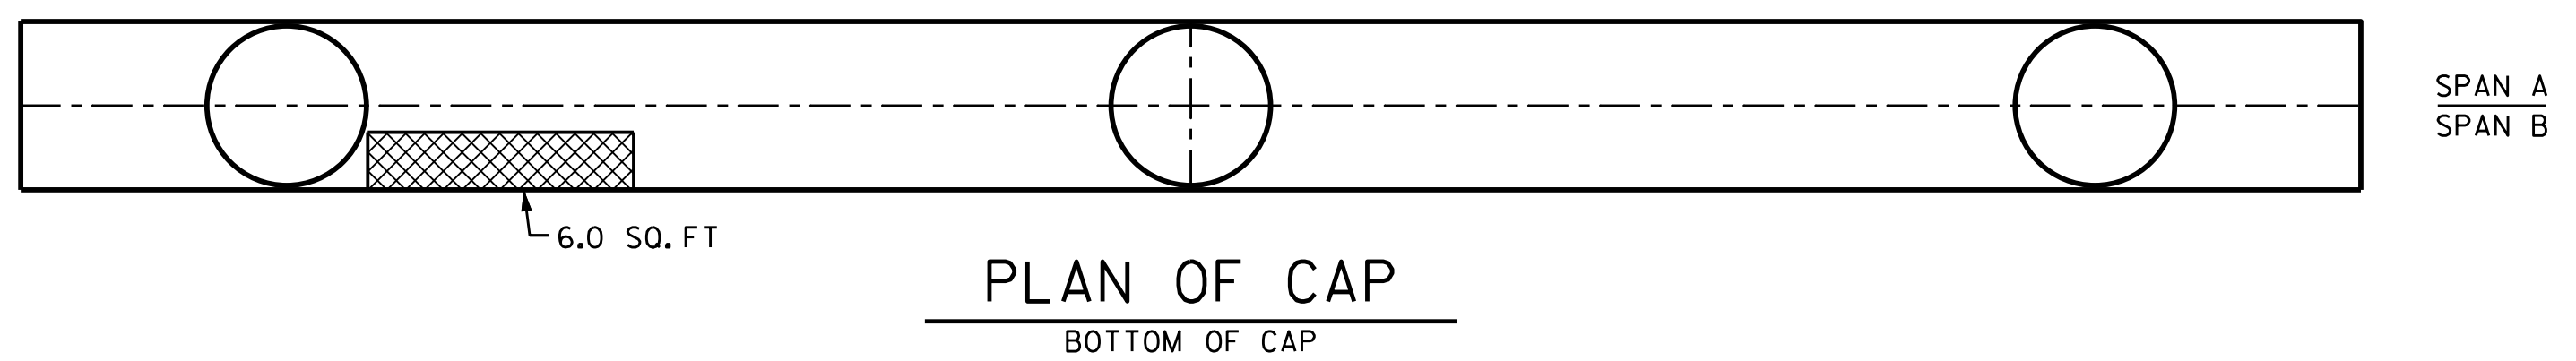 SPAN A
SPAN B
6.0 SQ.FT
PLAN OF CAP
BOTTOM OF CAP